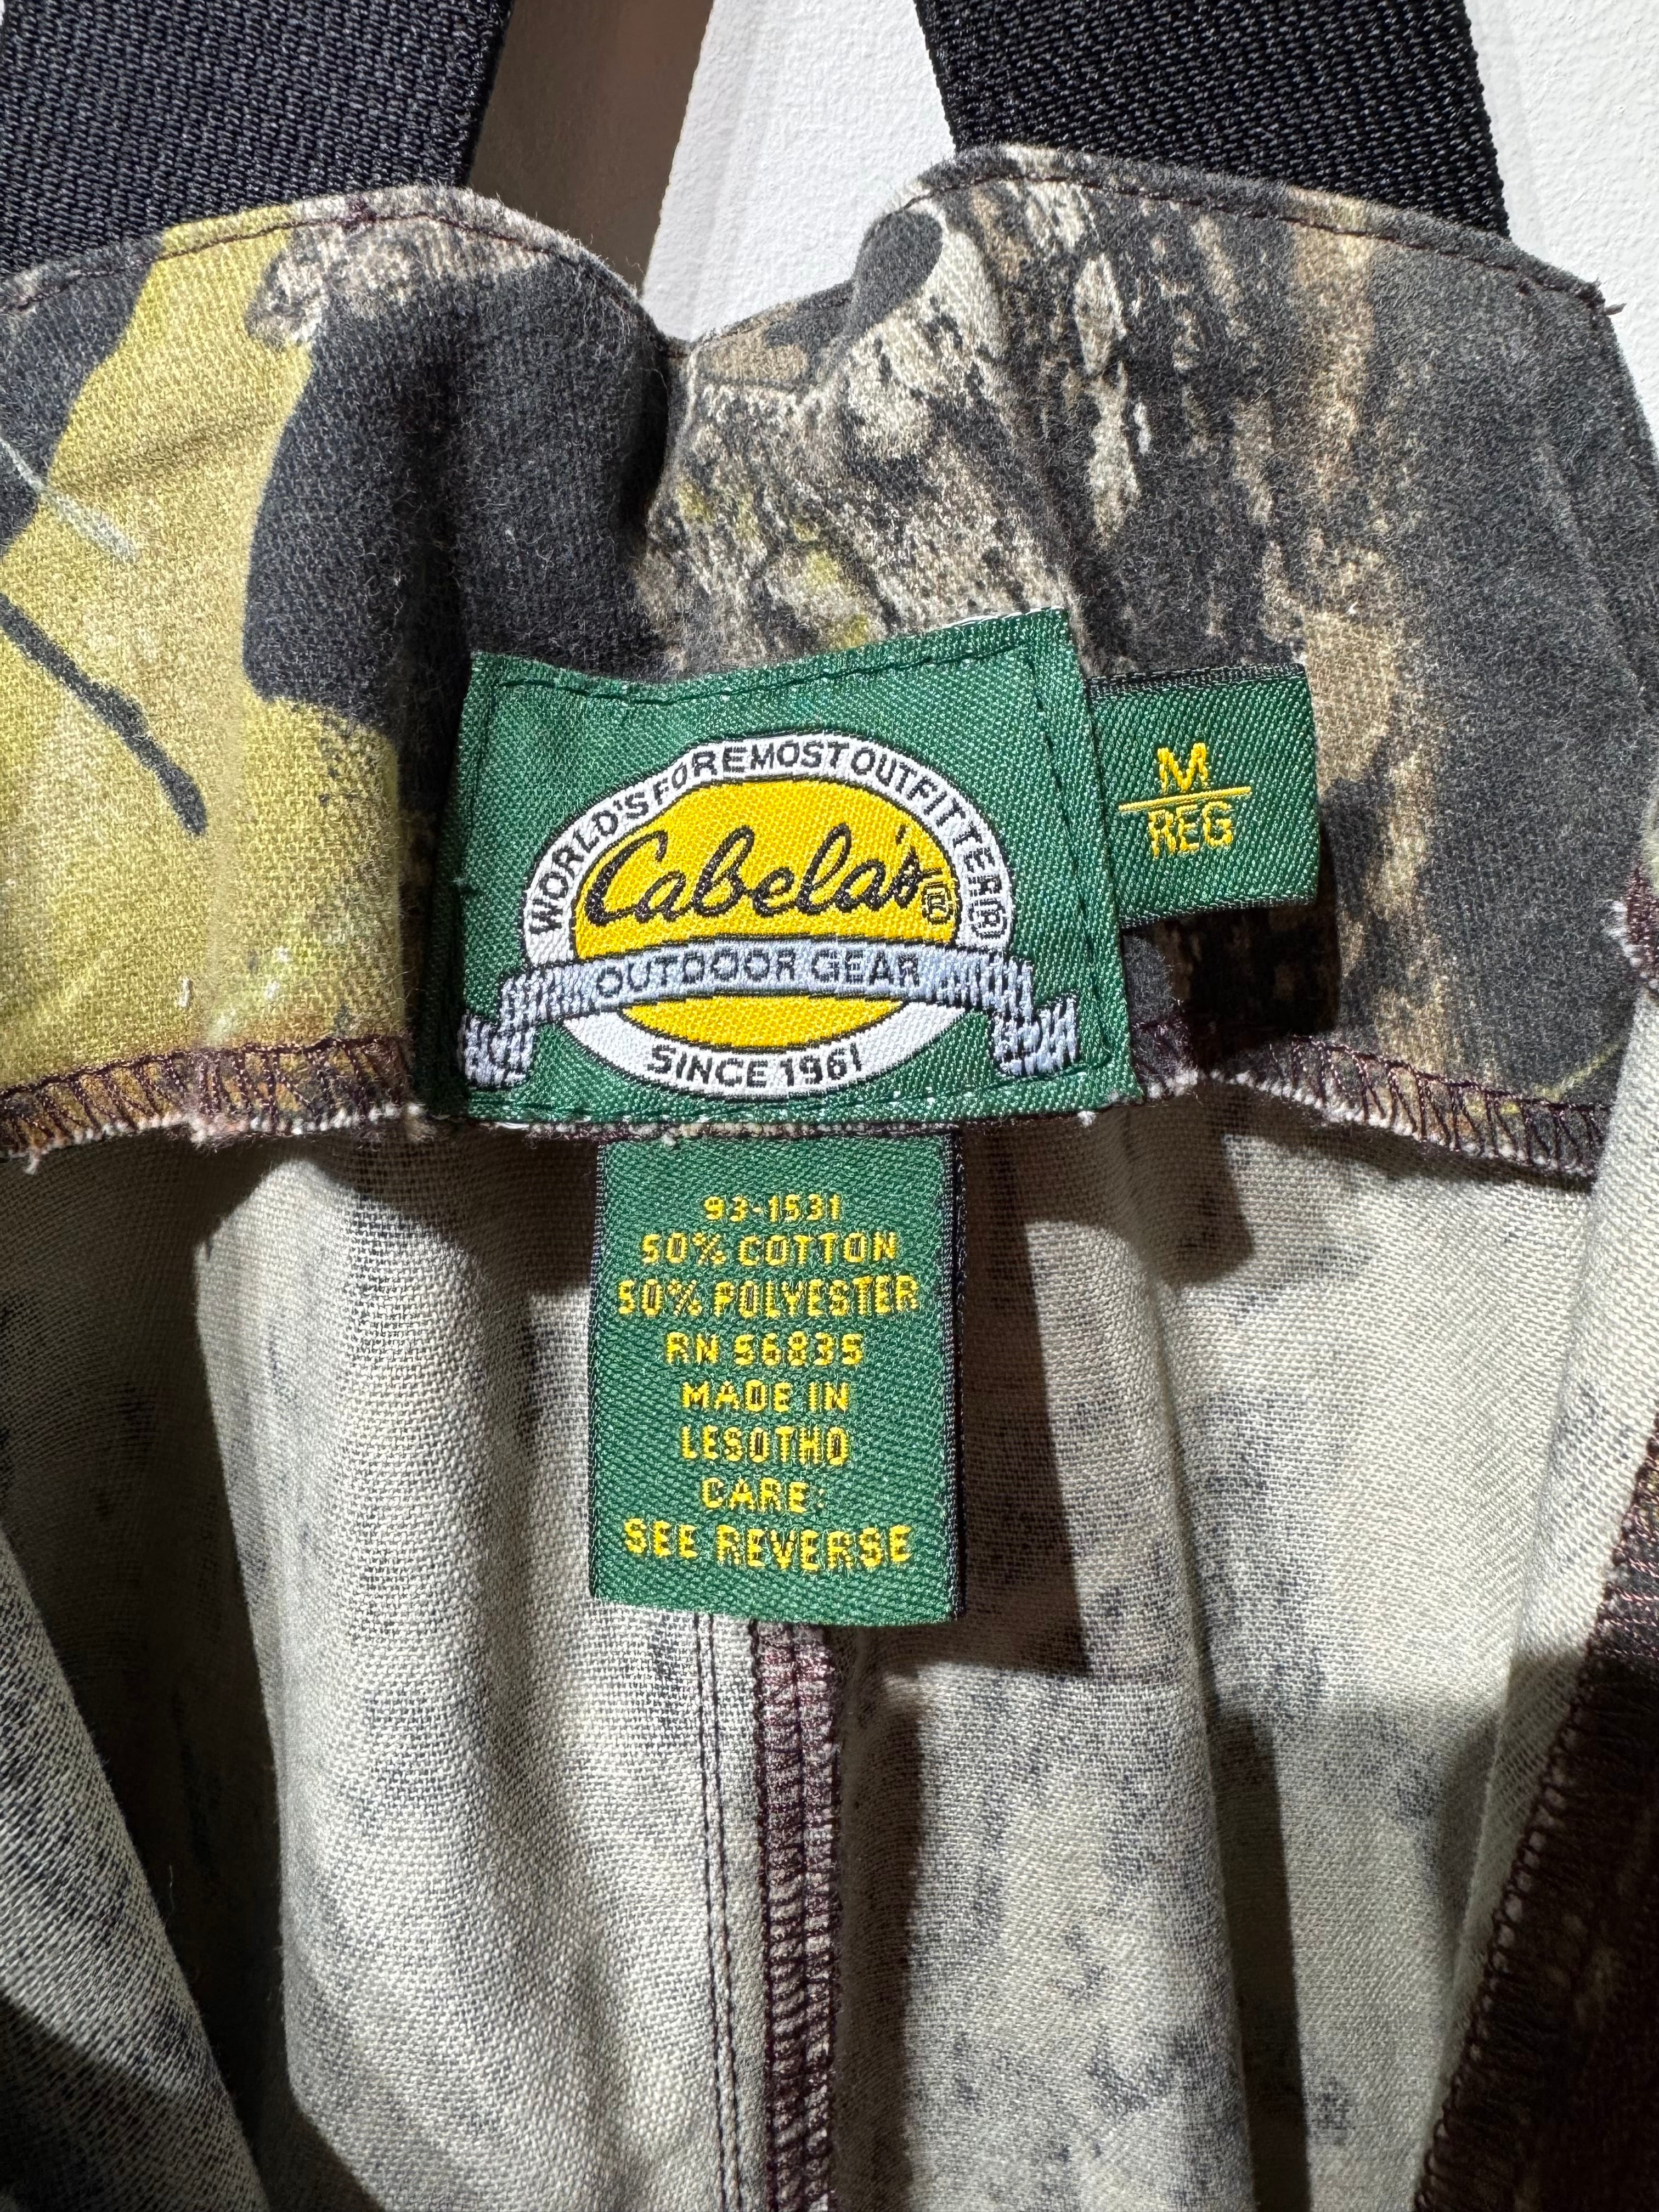 WORLD'S FOREMOST OUTFITTER®
Cabela's®
OUTDOOR GEAR
SINCE 1961
M
REG
93-1531
50% COTTON
50% POLYESTER
RN 56835
MADE IN
LESOTHO
CARE:
SEE REVERSE